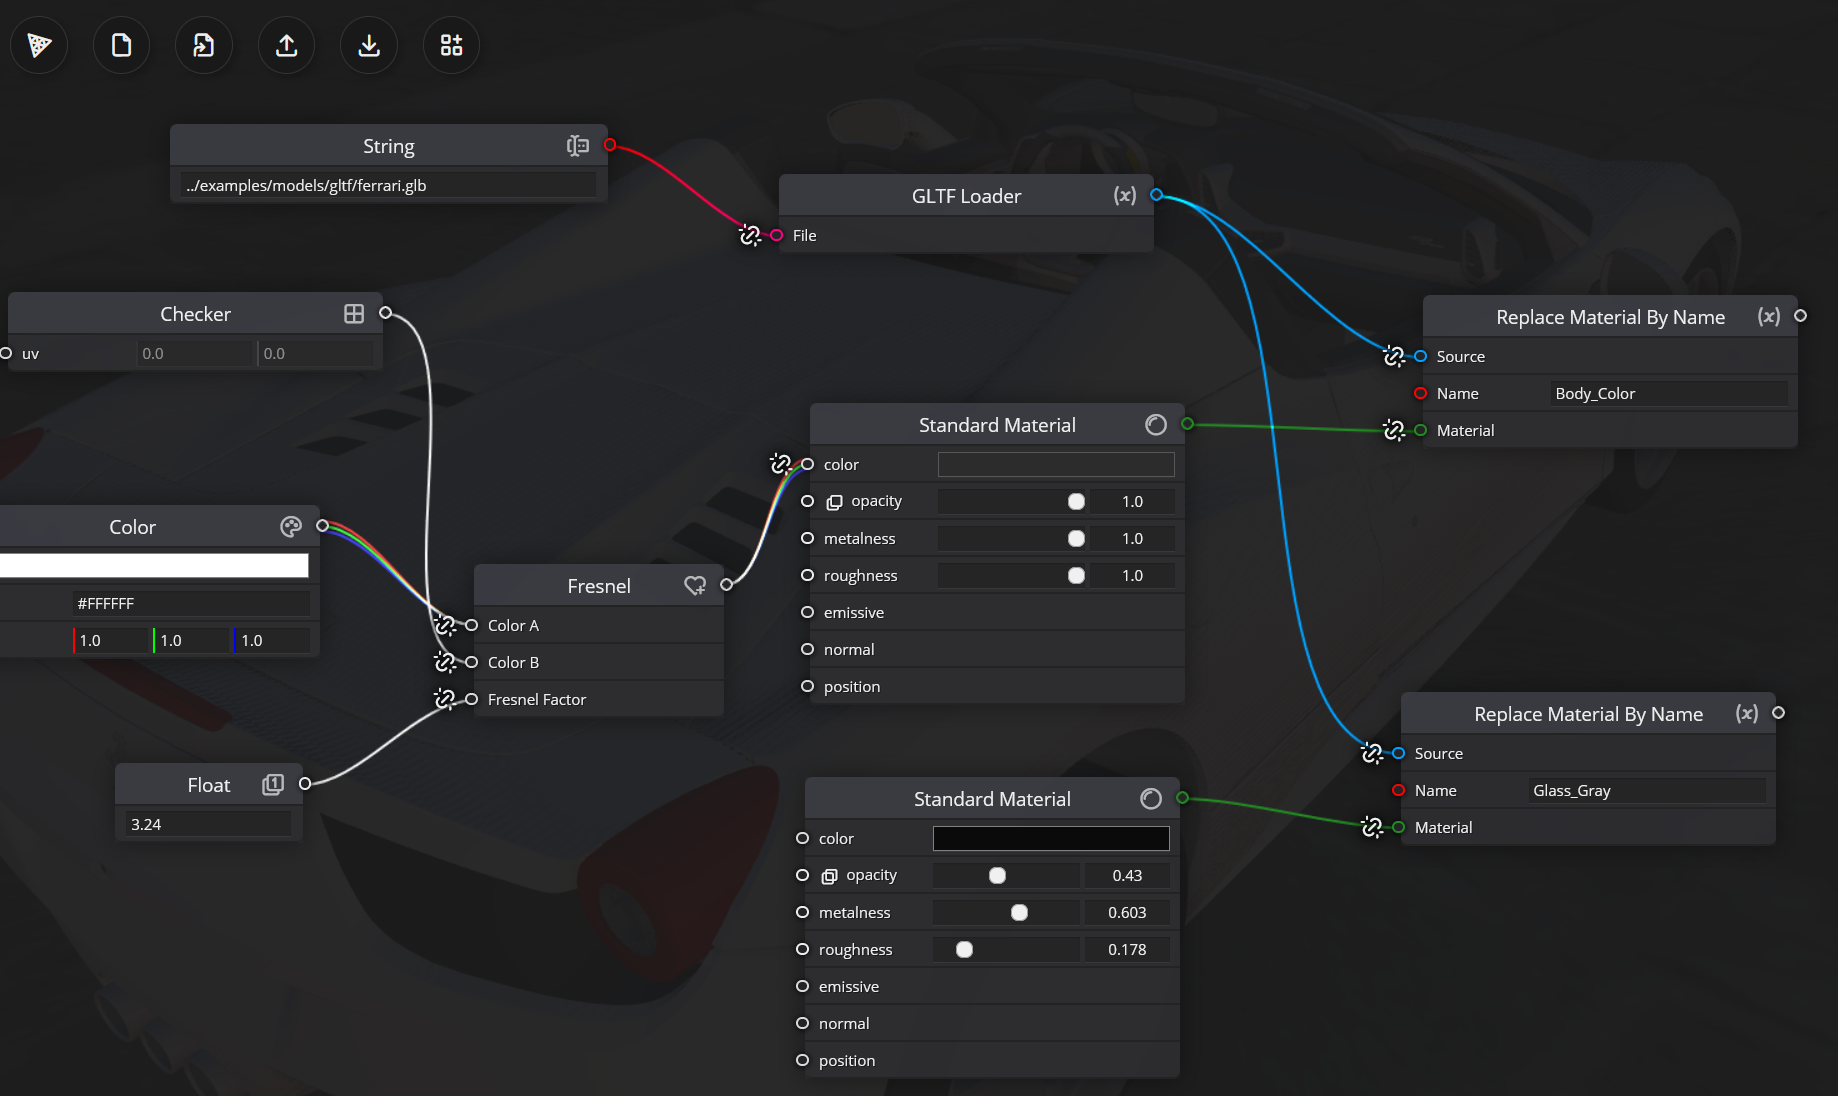 String
../examples/models/gltf/ferrari.glb
GLTF Loader (x)
File
Checker
uv 0.0 0.0
Replace Material By Name (x)
Source
Name Body_Color
Material
Standard Material
color
opacity 1.0
metalness 1.0
roughness 1.0
emissive
normal
position
Color
#FFFFFF
1.0 1.0 1.0
Fresnel
Color A
Color B
Fresnel Factor
Float 1
3.24
Replace Material By Name (x)
Source
Name Glass_Gray
Material
Standard Material
color
opacity 0.43
metalness 0.603
roughness 0.178
emissive
normal
position